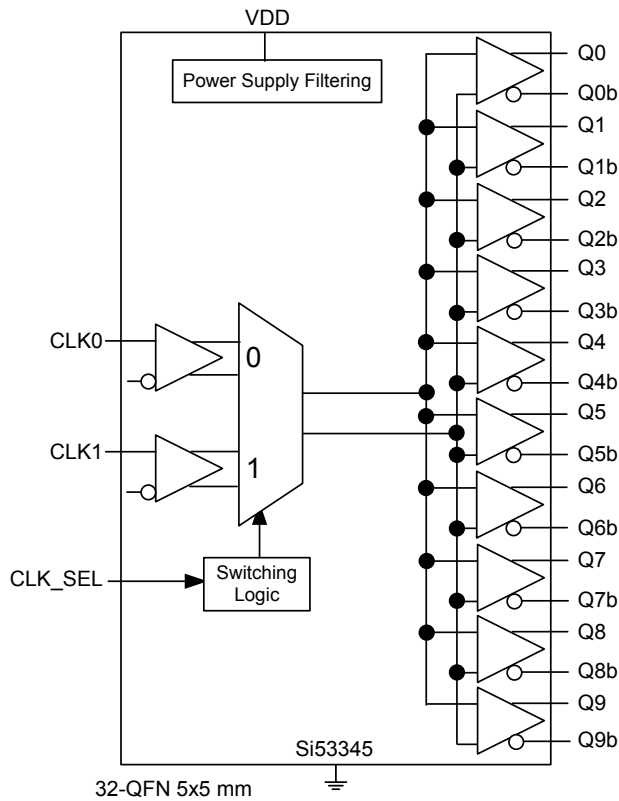 VDD
Power Supply Filtering
Q0
Q0b
Q1
Q1b
Q2
Q2b
Q3
Q3b
CLK0
0
Q4
Q4b
Q5
CLK1
1
Q5b
Q6
Q6b
CLK_SEL
Switching
Logic
Q7
Q7b
Q8
Q8b
Q9
Q9b
Si53345
32-QFN 5x5 mm